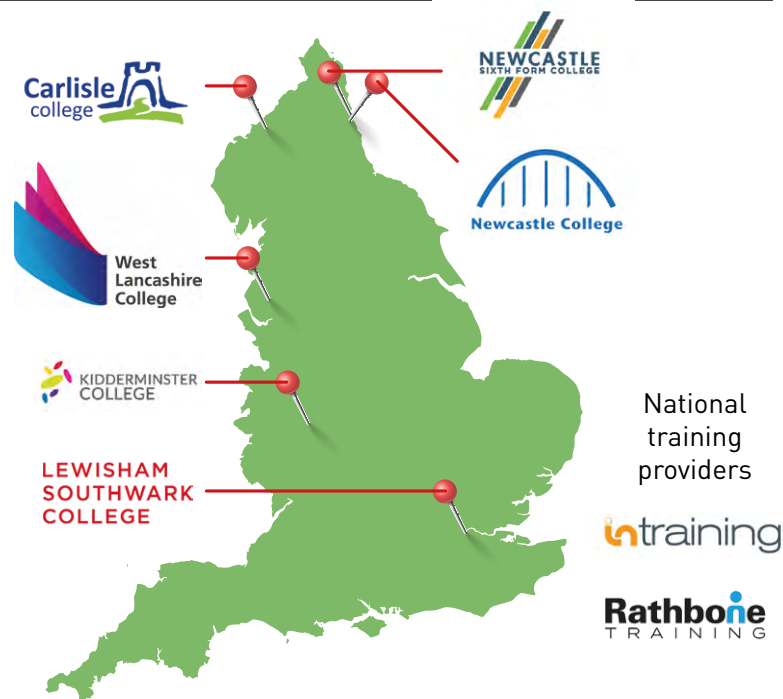 Carlisle
college
NEWCASTLE
SIXTH FORM COLLEGE
Newcastle College
West
Lancashire
College
KIDDERMINSTER
COLLEGE
LEWISHAM
SOUTHWARK
COLLEGE
National
training
providers
intraining
Rathbone
TRAINING